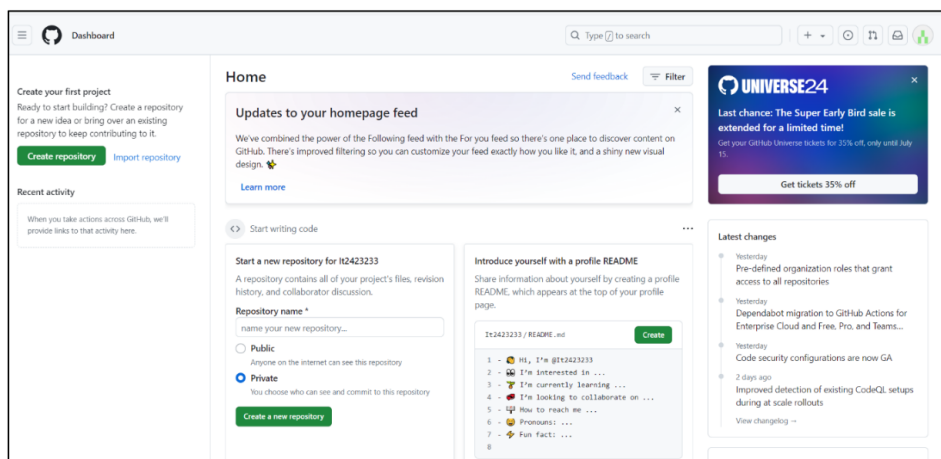 Dashboard
Type / to search
Create your first project
Ready to start building? Create a repository
for a new idea or bring over an existing
repository to keep contributing to it.
Create repository
Import repository
Recent activity
When you take actions across GitHub, we'll
provide links to that activity here.
Home
Send feedback
Filter
Updates to your homepage feed
We've combined the power of the Following feed with the For you feed so there's one place to discover content on
GitHub. There's improved filtering so you can customize your feed exactly how you like it, and a shiny new visual
design.
Learn more
Start writing code
Start a new repository for It2423233
A repository contains all of your project's files, revision
history, and collaborator discussion.
Repository name *
name your new repository...
Public
Anyone on the internet can see this repository
Private
You choose who can see and commit to this repository
Create a new repository
Introduce yourself with a profile README
Share information about yourself by creating a profile
README, which appears at the top of your profile
page.
It2423233 / README.md
Create
1 - 👋 Hi, I'm @It2423233
2 - 👀 I'm interested in ...
3 - 🌱 I'm currently learning ...
4 - 💞️ I'm looking to collaborate on ...
5 - 📫 How to reach me ...
6 - 😄 Pronouns: ...
7 - ⚡ Fun fact: ...
8
UNIVERSE24
Last chance: The Super Early Bird sale is
extended for a limited time!
Get your GitHub Universe tickets for 35% off, only until July
15.
Get tickets 35% off
Latest changes
Yesterday
Pre-defined organization roles that grant
access to all repositories
Yesterday
Dependabot migration to GitHub Actions for
Enterprise Cloud and Free, Pro, and Teams...
Yesterday
Code security configurations are now GA
2 days ago
Improved detection of existing CodeQL setups
during at scale rollouts
View changelog →